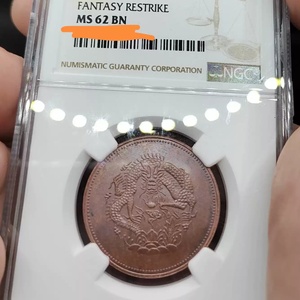 FANTASY RESTRIKE
MS 62 BN
NUMISMATIC GUARANTY CORPORATION
NGC